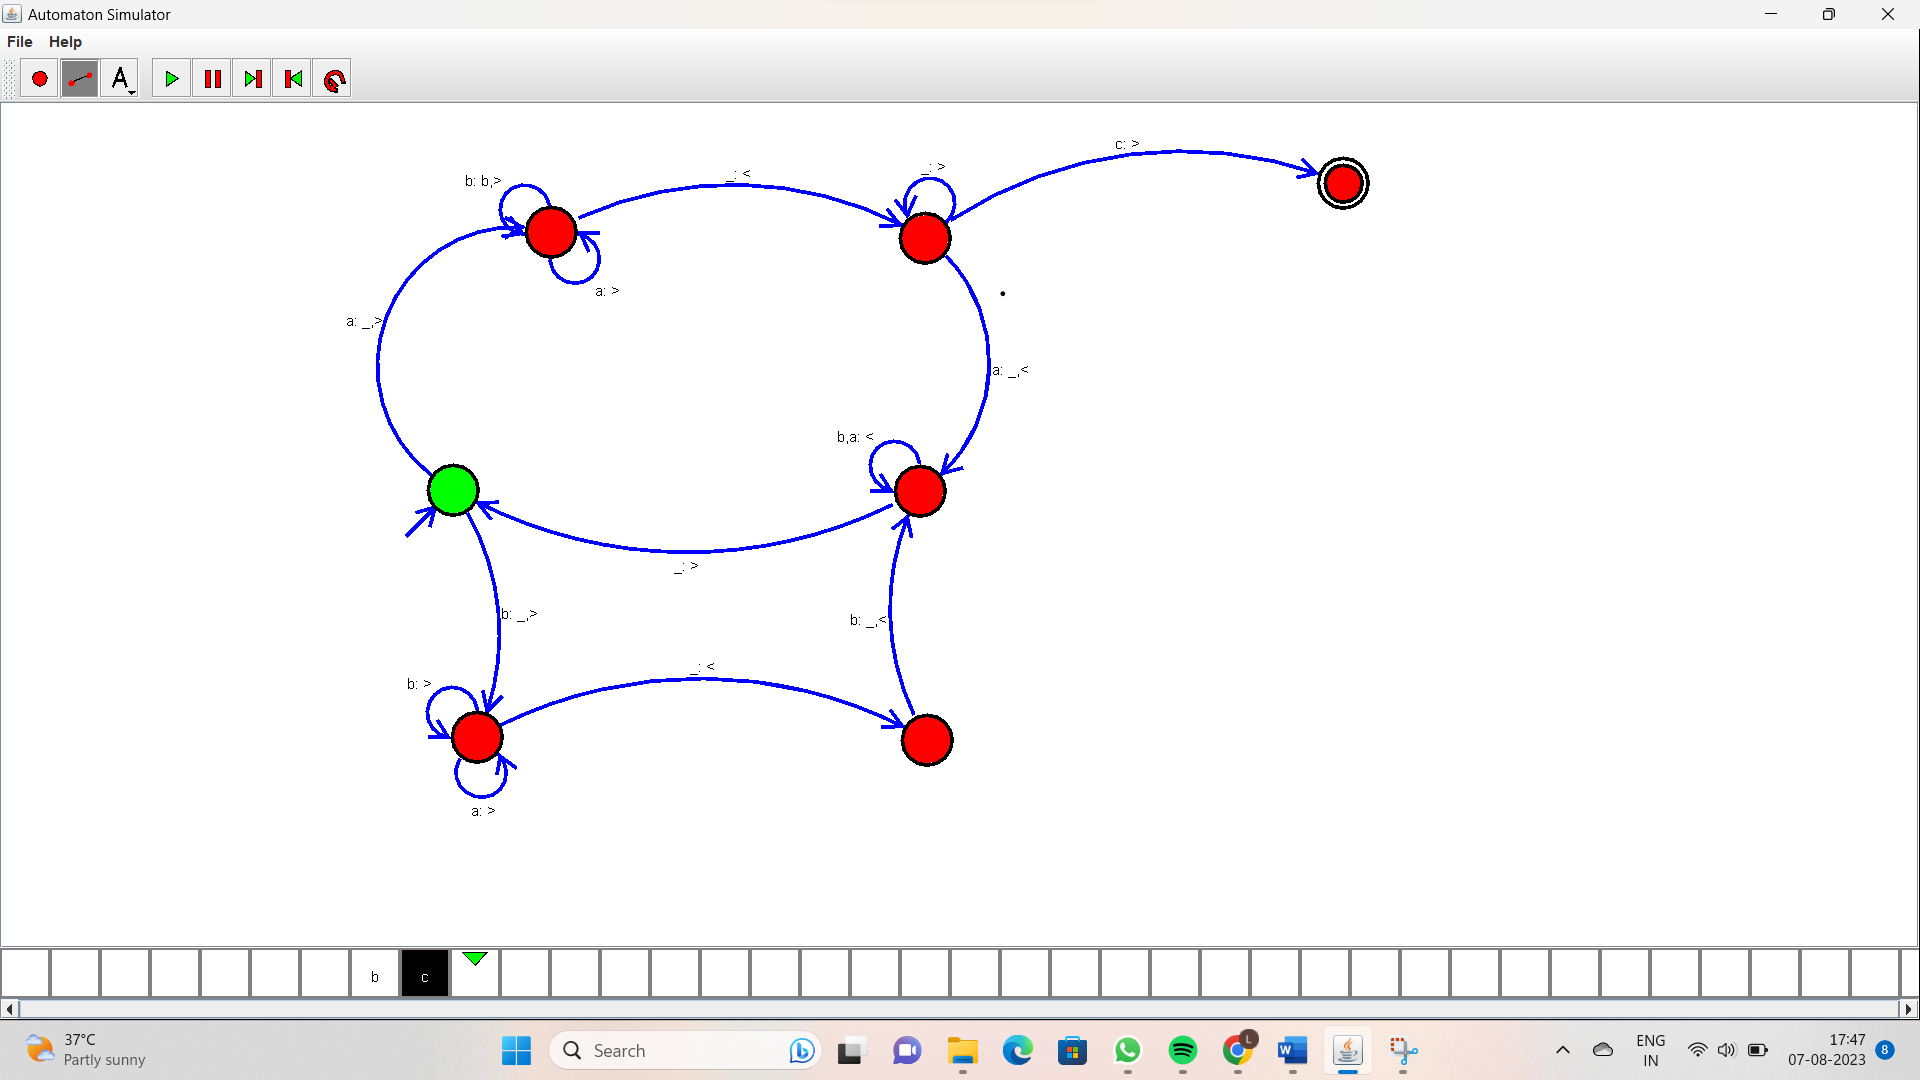 Automaton Simulator
File Help
A
c: >
_: >
_: <
b: b,>
a: >
a: _,>
a: _,<
b,a: <
_: >
b: _,>
b: _,<
_: <
b: >
a: >
b c
37°C
Partly sunny
Search
L
W
ENG
IN
17:47
07-08-2023
8